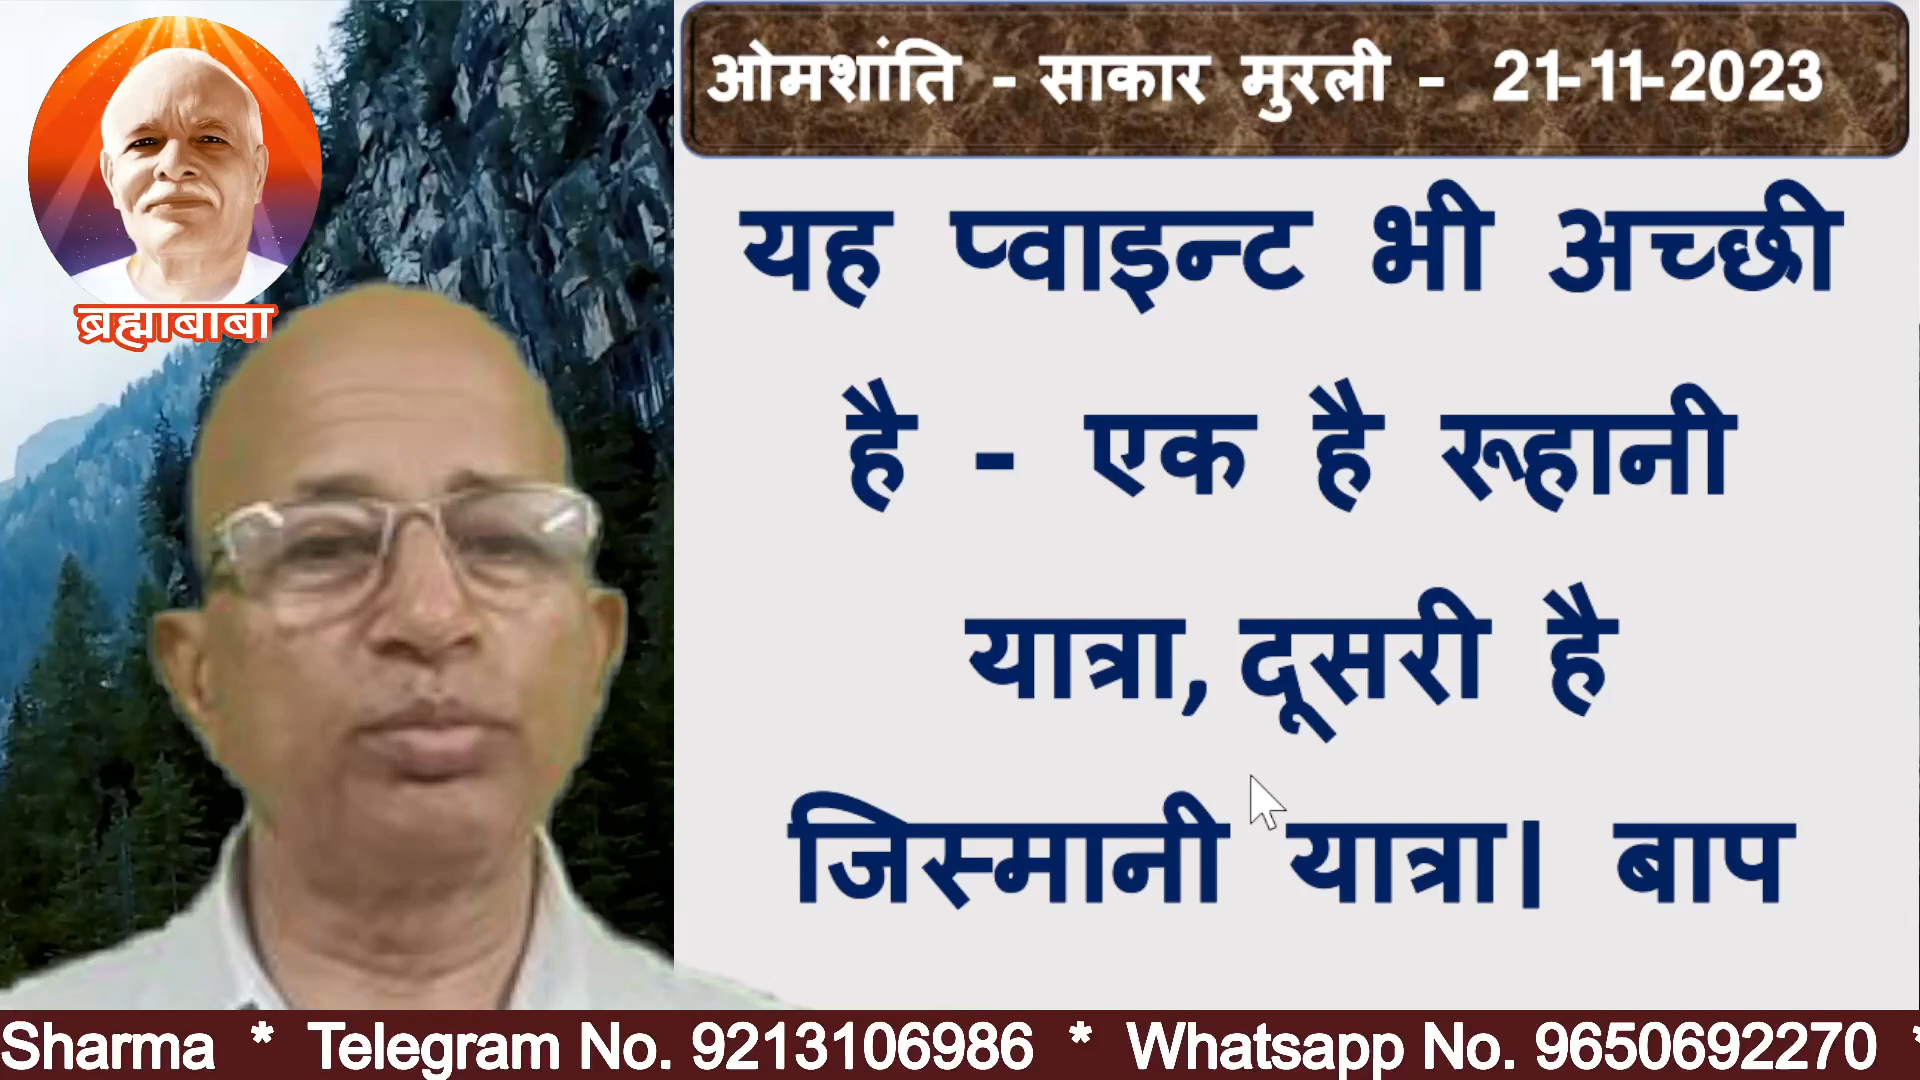 ब्रह्माबाबा
ओमशांति - साकार मुरली - 21-11-2023
यह प्वाइन्ट भी अच्छी
है - एक है रूहानी
यात्रा, दूसरी है
जिस्मानी यात्रा। बाप
Sharma * Telegram No. 9213106986 * Whatsapp No. 9650692270 *